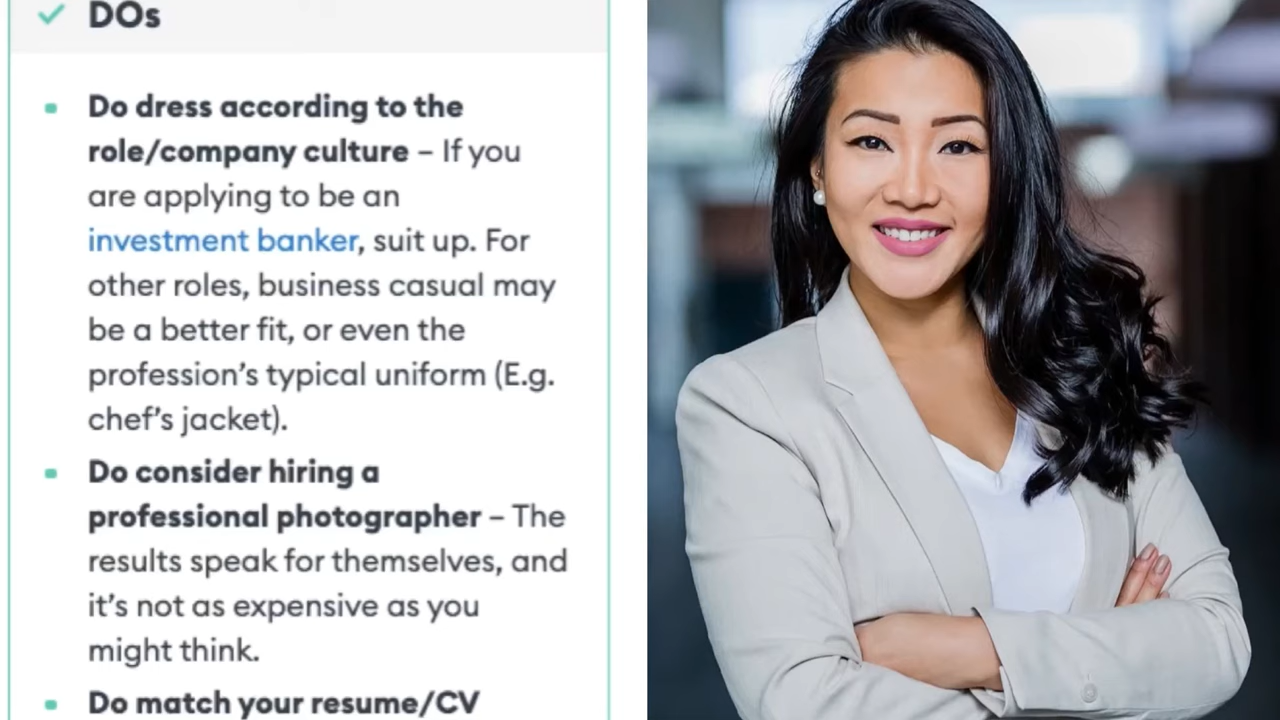 DOs
Do dress according to the
role/company culture – If you
are applying to be an
investment banker, suit up. For
other roles, business casual may
be a better fit, or even the
profession’s typical uniform (E.g.
chef’s jacket).
Do consider hiring a
professional photographer – The
results speak for themselves, and
it’s not as expensive as you
might think.
Do match your resume/CV